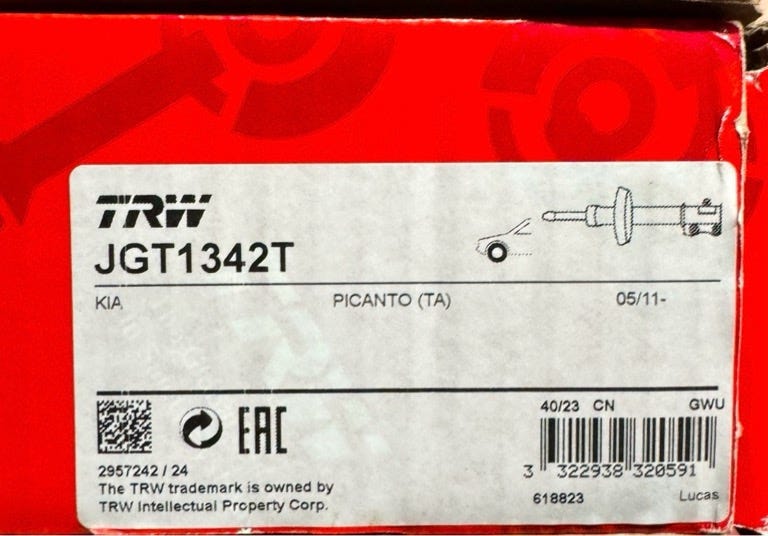 TRW
JGT1342T
KIA PICANTO (TA) 05/11-
40/23 CN GWU
EAC
3 322938 320591
2957242 / 24
The TRW trademark is owned by
TRW Intellectual Property Corp.
618823 Lucas